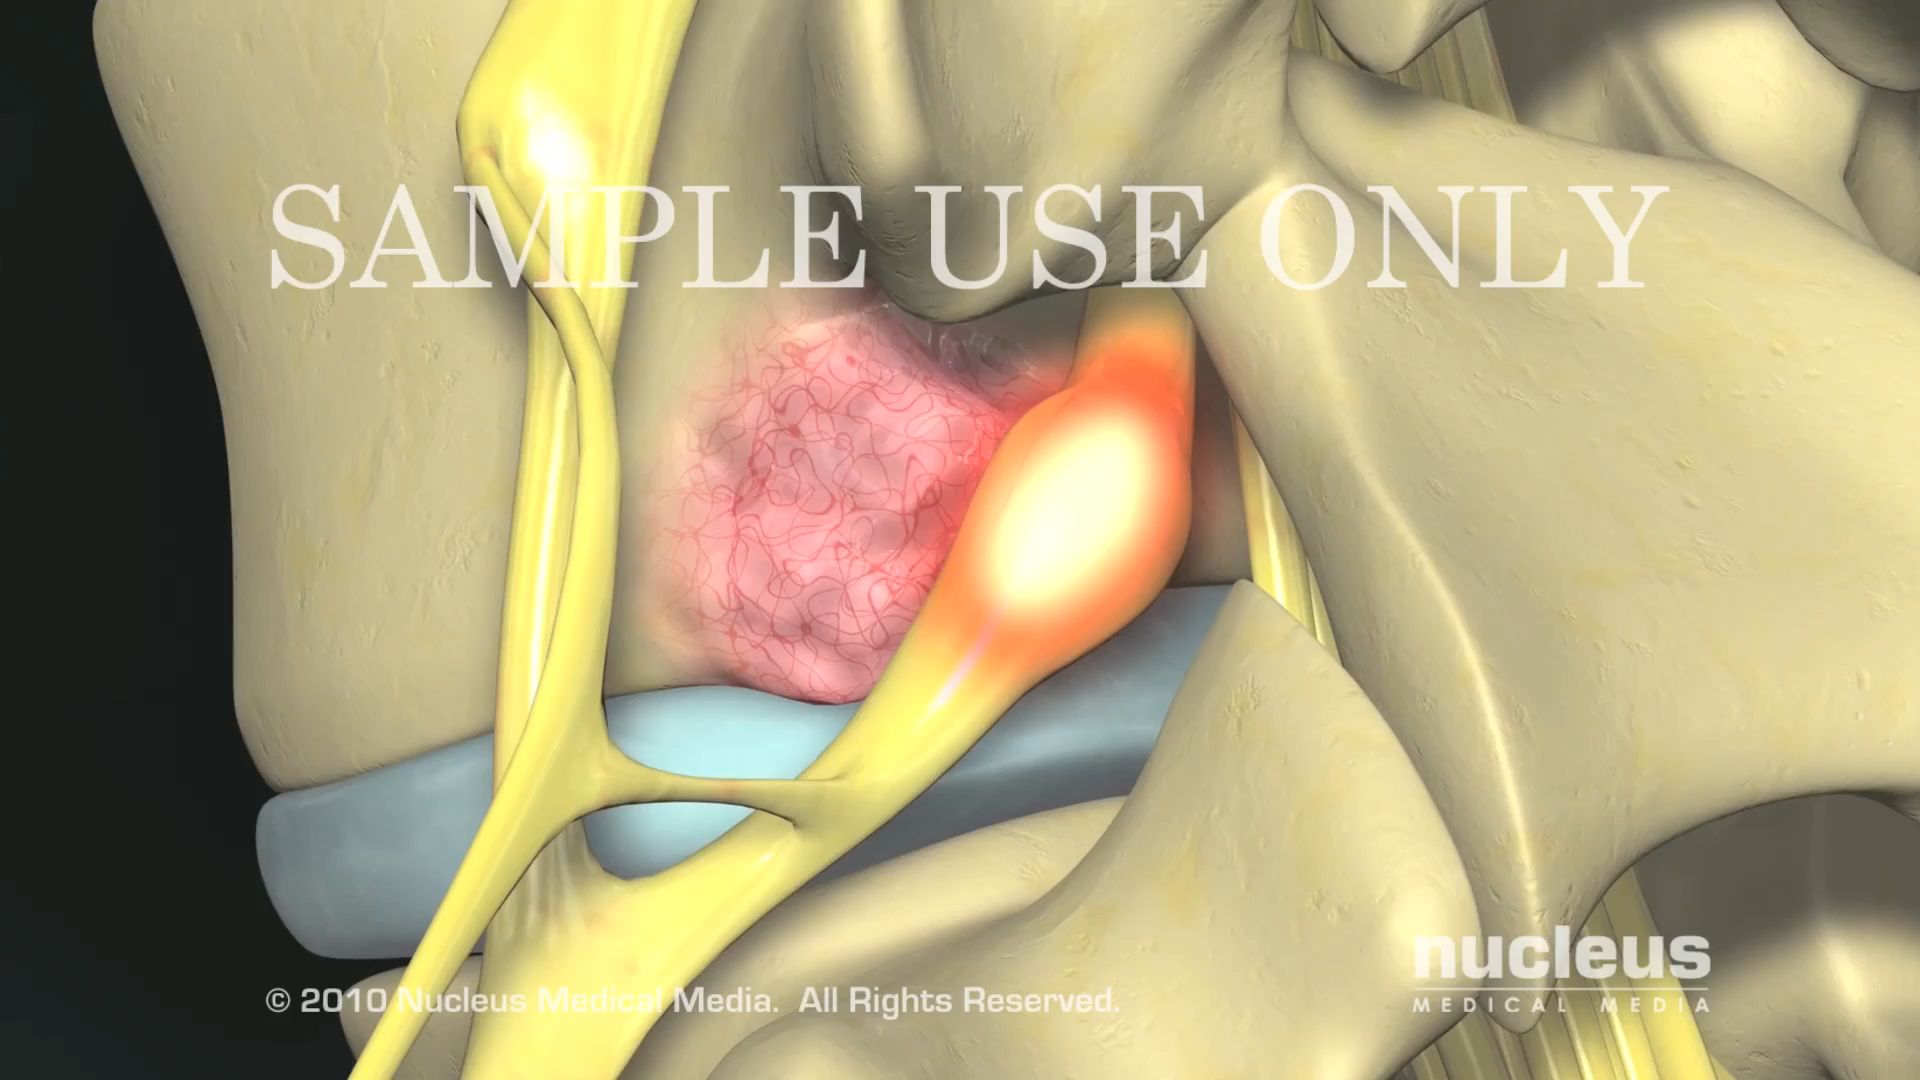 SAMPLE USE ONLY
nucleus
MEDICAL MEDIA
© 2010 Nucleus Medical Media. All Rights Reserved.